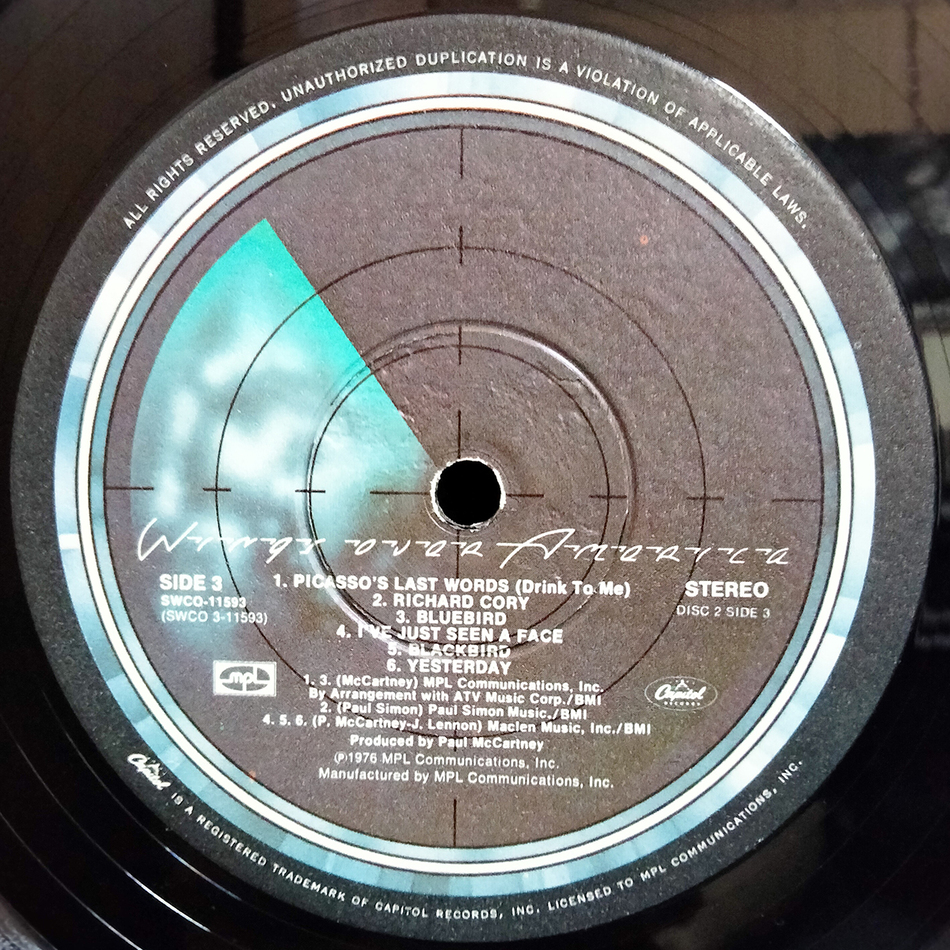 ALL RIGHTS RESERVED. UNAUTHORIZED DUPLICATION IS A VIOLATION OF APPLICABLE LAWS.
SIDE 3
SWCO-11593
(SWCO 3-11593)
1. PICASSO'S LAST WORDS (Drink To Me)
2. RICHARD CORY
3. BLUEBIRD
4. I'VE JUST SEEN A FACE
5. BLACKBIRD
6. YESTERDAY
STEREO
DISC 2 SIDE 3
mpl
1. 3. (McCartney) MPL Communications, Inc.
By Arrangement with ATV Music Corp./BMI
2. (Paul Simon) Paul Simon Music./BMI
4. 5. 6. (P. McCartney-J. Lennon) Maclen Music, Inc./BMI
Produced by Paul McCartney
Ⓟ1976 MPL Communications, Inc.
Manufactured by MPL Communications, Inc.
Capitol
RECORDS
Capitol IS A REGISTERED TRADEMARK OF CAPITOL RECORDS, INC. LICENSED TO MPL COMMUNICATIONS, INC.